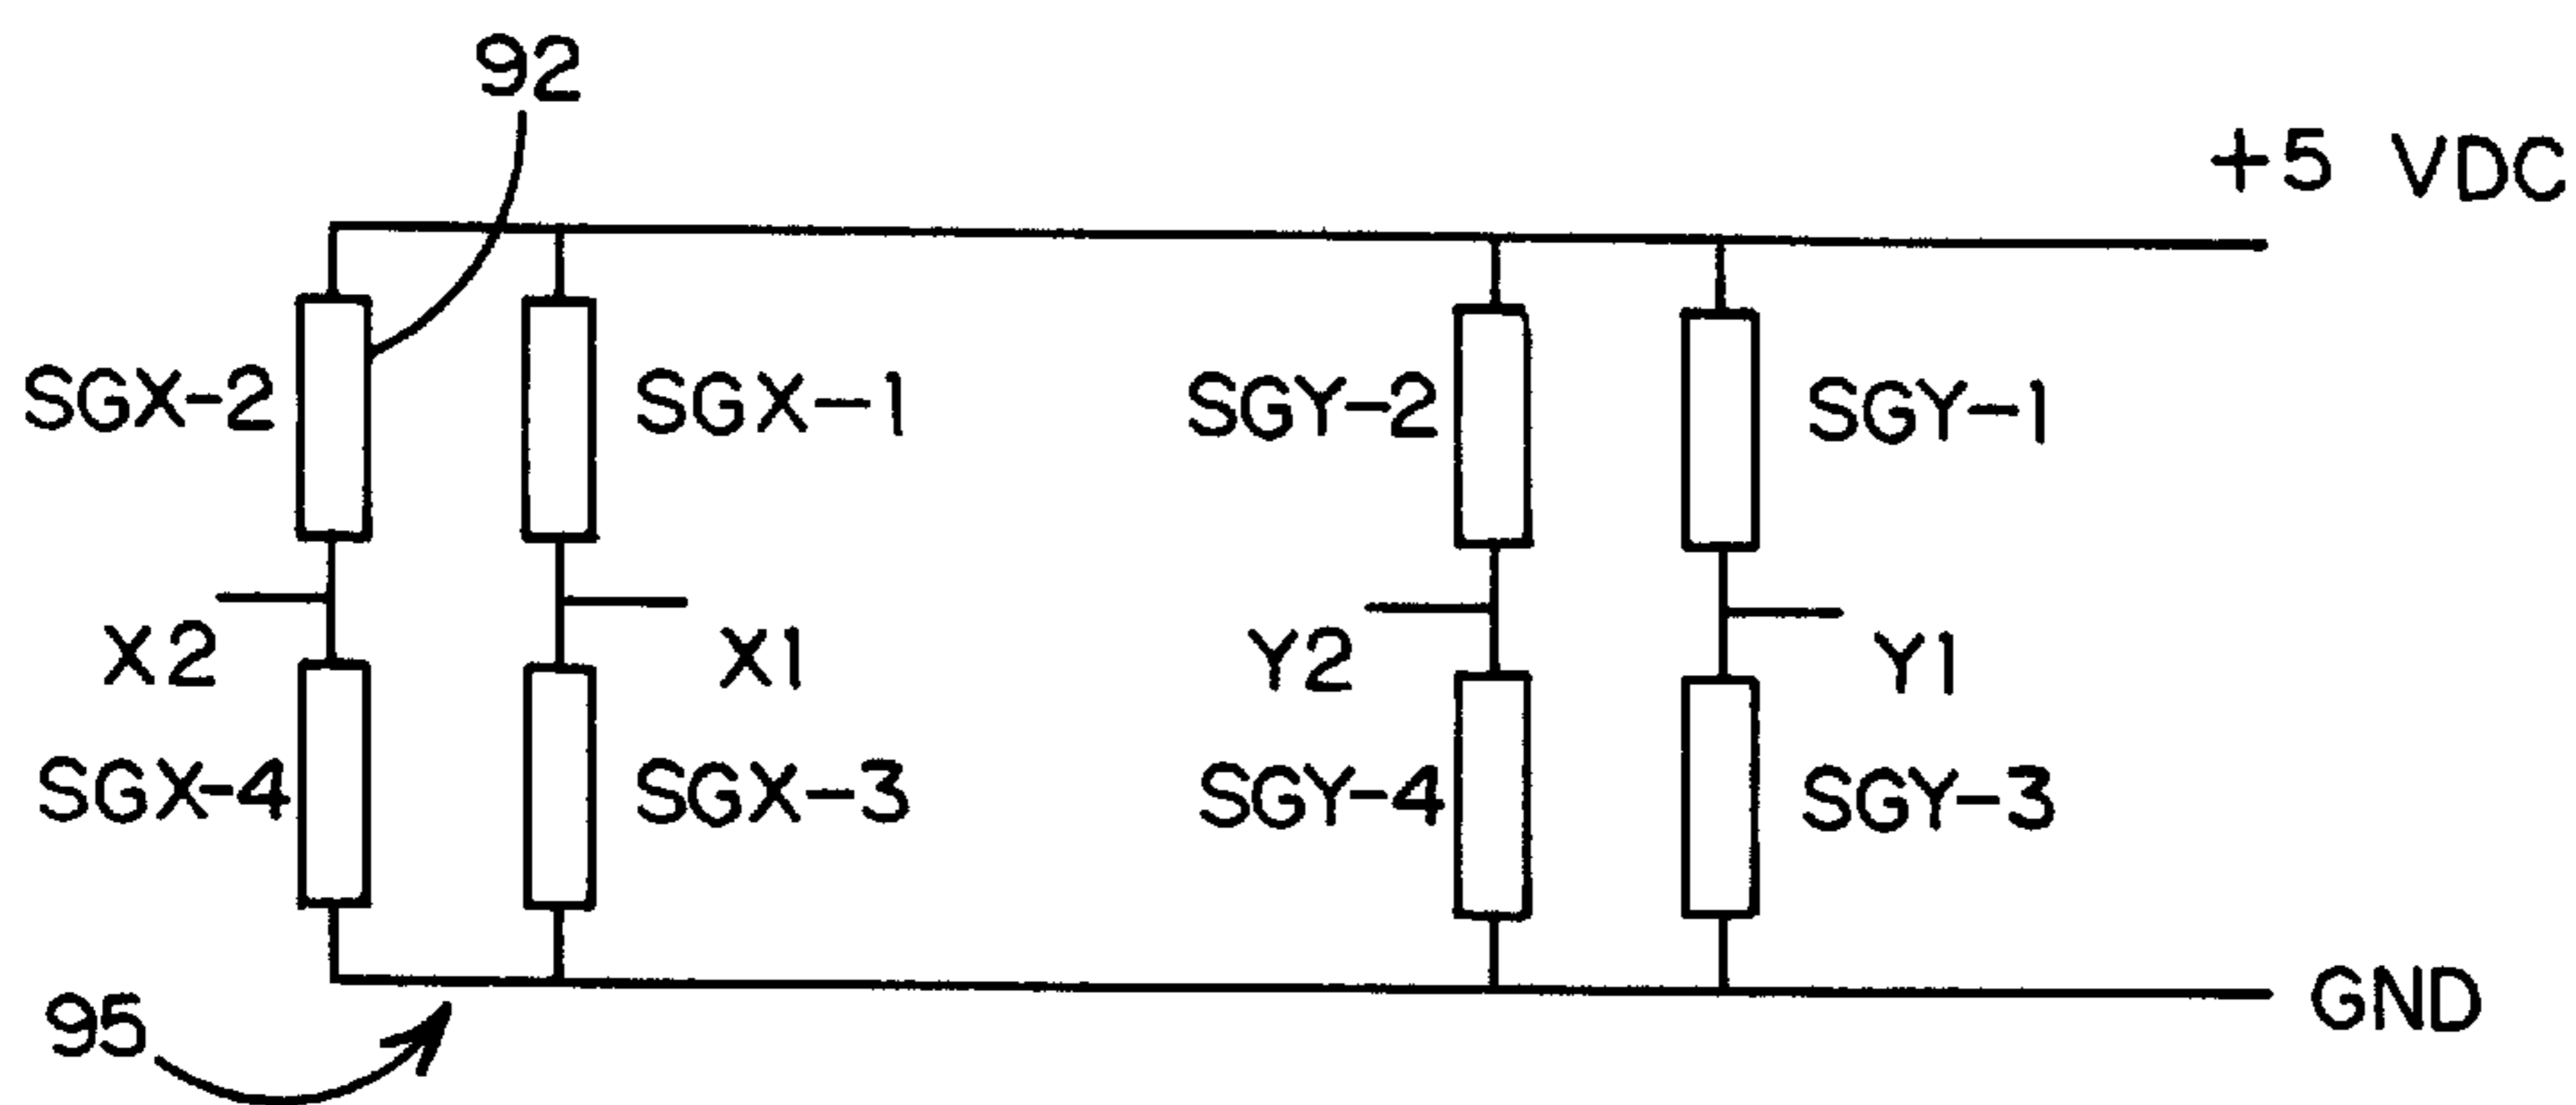 92
+5 VDC
SGX-2
SGX-1
SGY-2
SGY-1
X2
X1
Y2
Y1
SGX-4
SGX-3
SGY-4
SGY-3
95
GND